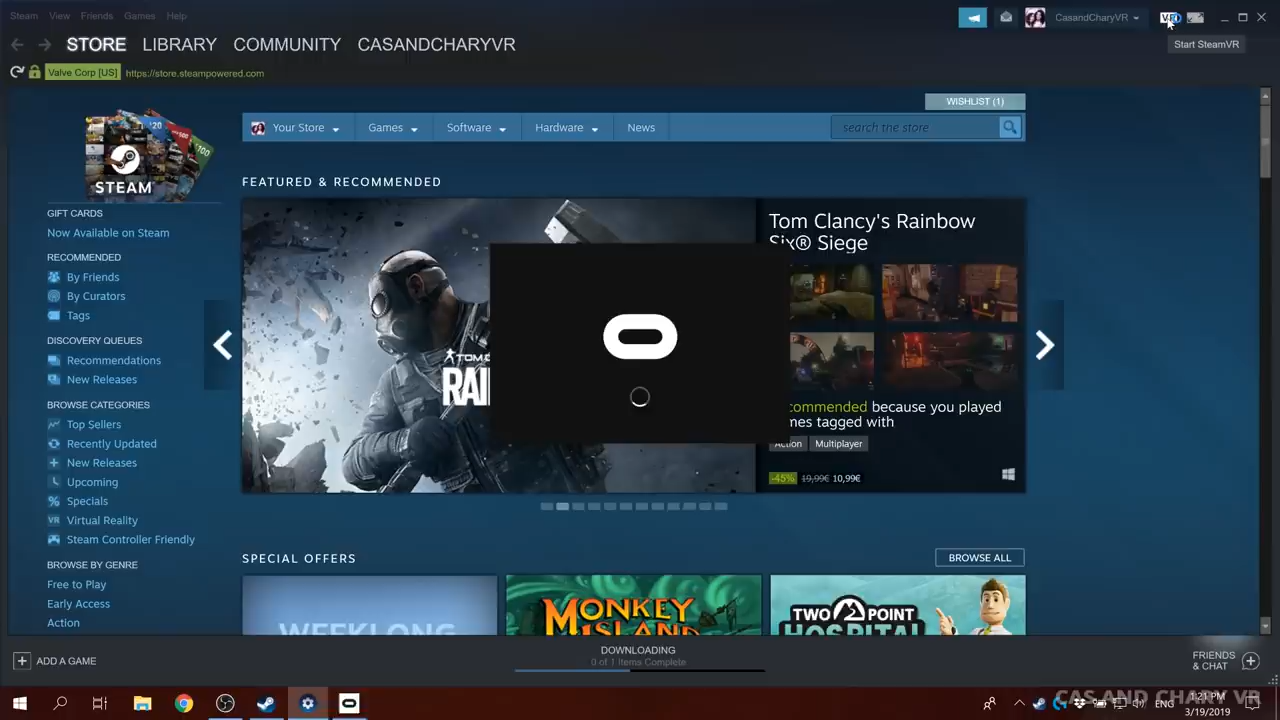 Steam View Friends Games Help
CasandCharyVR
STORE LIBRARY COMMUNITY CASANDCHARYVR
Start SteamVR
Valve Corp [US] https://store.steampowered.com
WISHLIST (1)
Your Store Games Software Hardware News
search the store
STEAM
FEATURED & RECOMMENDED
GIFT CARDS
Now Available on Steam
RECOMMENDED
By Friends
By Curators
Tags
DISCOVERY QUEUES
Recommendations
New Releases
BROWSE CATEGORIES
Top Sellers
Recently Updated
New Releases
Upcoming
Specials
VR Virtual Reality
Steam Controller Friendly
BROWSE BY GENRE
Free to Play
Early Access
Action
Tom Clancy's Rainbow
Six® Siege
commended because you played
mes tagged with
Action Multiplayer
-45% 19,99€ 10,99€
SPECIAL OFFERS
BROWSE ALL
WEEKLONG
MONKEY
ISLAND
TWO POINT
HOSPITAL
ADD A GAME
DOWNLOADING
0 of 1 Items Complete
FRIENDS
& CHAT
ENG
1:21 PM
3/19/2019
CAS AND CHARY VR